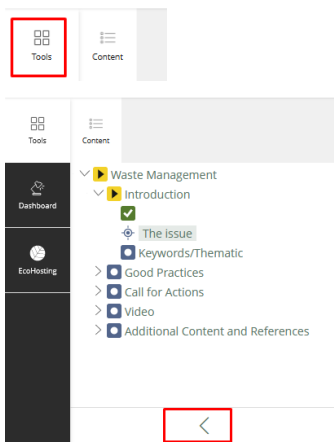 Tools
Content
Tools
Content
Waste Management
Dashboard
Introduction
The issue
Keywords/Thematic
EcoHosting
Good Practices
Call for Actions
Video
Additional Content and References